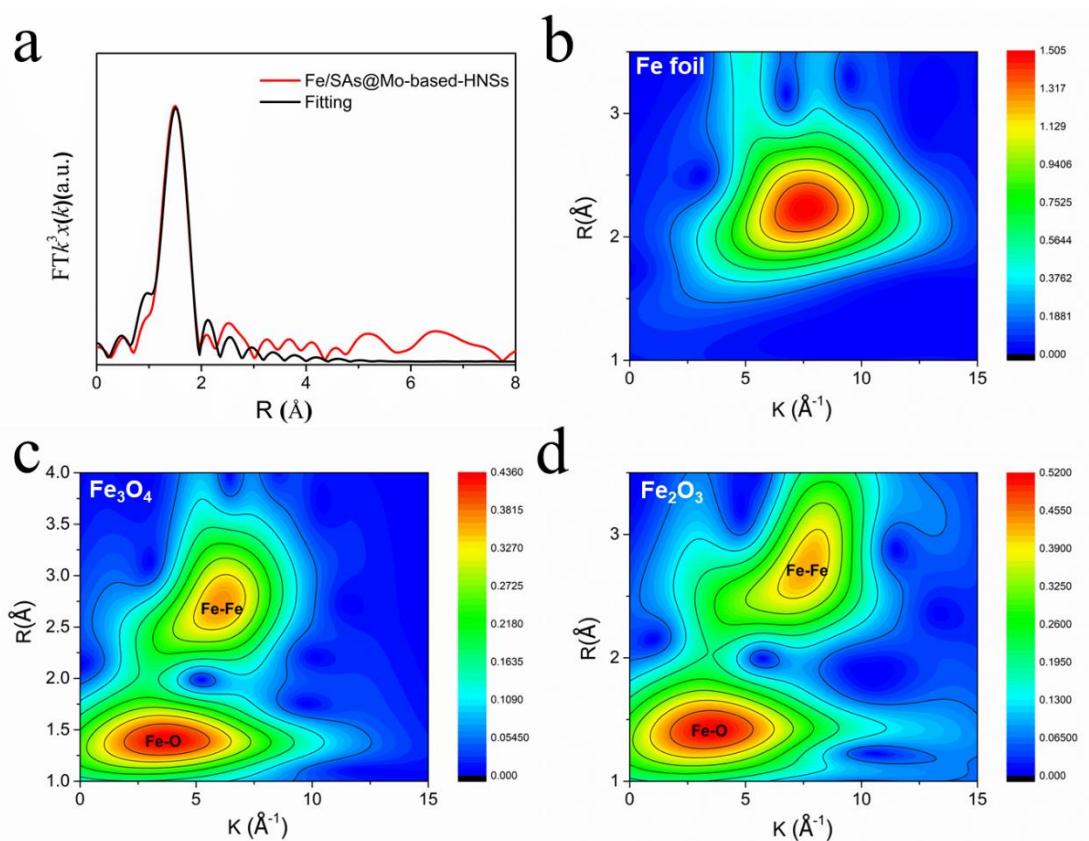 a
Fe/SAs@Mo-based-HNSs
Fitting
FTk³x(k)(a.u.)
0 2 4 6 8
R (Å)
b
Fe foil
3
2
1
R(Å)
0 5 10 15
K (Å⁻¹)
1.505
1.317
1.129
0.9406
0.7525
0.5644
0.3762
0.1881
0.000
c
Fe₃O₄
4.0
3.5
3.0
2.5
2.0
1.5
1.0
R(Å)
Fe-Fe
Fe-O
0 5 10 15
K (Å⁻¹)
0.4360
0.3815
0.3270
0.2725
0.2180
0.1635
0.1090
0.05450
0.000
d
Fe₂O₃
3
2
1
R(Å)
Fe-Fe
Fe-O
0 5 10 15
K (Å⁻¹)
0.5200
0.4550
0.3900
0.3250
0.2600
0.1950
0.1300
0.06500
0.000